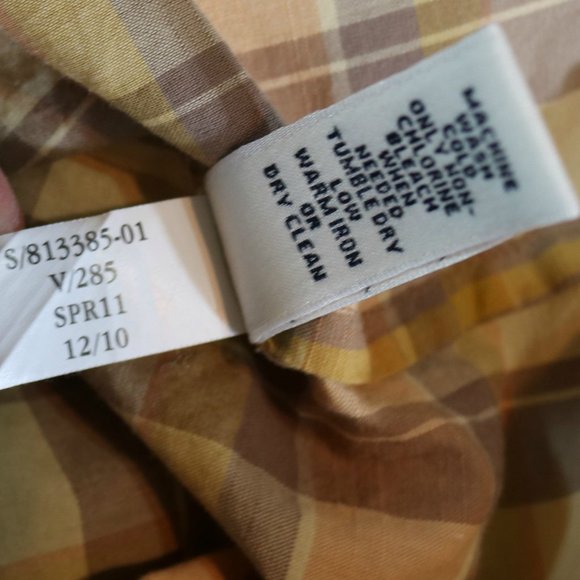 S/813385-01
V/285
SPR11
12/10
MACHINE
WASH
COLD
ONLY NON-
CHLORINE
BLEACH
WHEN
NEEDED
TUMBLE DRY
LOW
WARM IRON
OR
DRY CLEAN